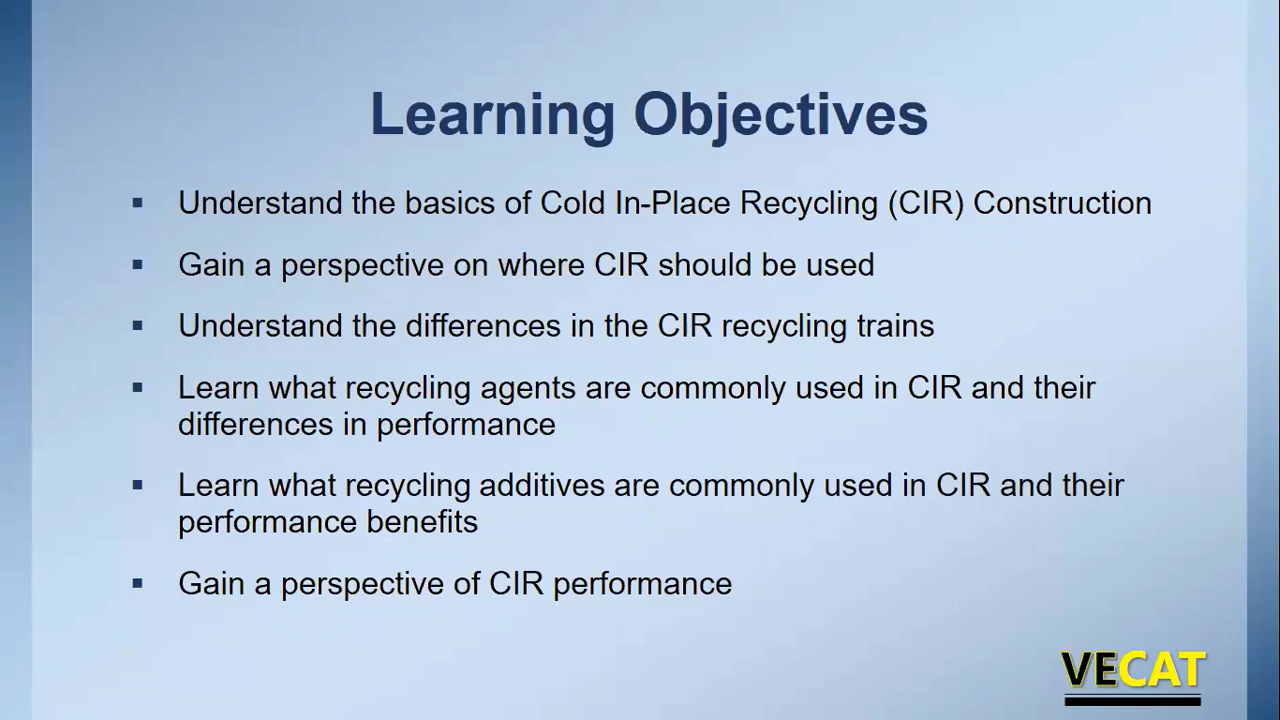 Learning Objectives
▪ Understand the basics of Cold In-Place Recycling (CIR) Construction
▪ Gain a perspective on where CIR should be used
▪ Understand the differences in the CIR recycling trains
▪ Learn what recycling agents are commonly used in CIR and their
differences in performance
▪ Learn what recycling additives are commonly used in CIR and their
performance benefits
▪ Gain a perspective of CIR performance
VECAT